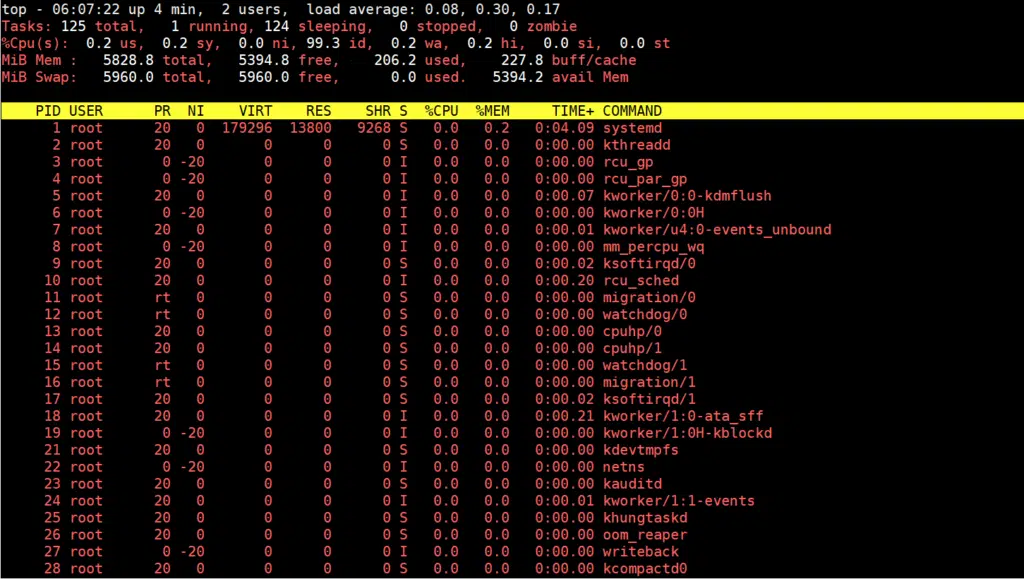 top - 06:07:22 up 4 min,  2 users,  load average: 0.08, 0.30, 0.17
Tasks: 125 total,   1 running, 124 sleeping,   0 stopped,   0 zombie
%Cpu(s):  0.2 us,  0.2 sy,  0.0 ni, 99.3 id,  0.2 wa,  0.2 hi,  0.0 si,  0.0 st
MiB Mem :   5828.8 total,   5394.8 free,    206.2 used,    227.8 buff/cache
MiB Swap:   5960.0 total,   5960.0 free,      0.0 used.   5394.2 avail Mem
PID USER      PR  NI    VIRT    RES    SHR S  %CPU  %MEM     TIME+ COMMAND
1 root      20   0  179296  13800   9268 S   0.0   0.2   0:04.09 systemd
2 root      20   0       0      0      0 S   0.0   0.0   0:00.00 kthreadd
3 root       0 -20       0      0      0 I   0.0   0.0   0:00.00 rcu_gp
4 root       0 -20       0      0      0 I   0.0   0.0   0:00.00 rcu_par_gp
5 root      20   0       0      0      0 I   0.0   0.0   0:00.07 kworker/0:0-kdmflush
6 root       0 -20       0      0      0 I   0.0   0.0   0:00.00 kworker/0:0H
7 root      20   0       0      0      0 I   0.0   0.0   0:00.01 kworker/u4:0-events_unbound
8 root       0 -20       0      0      0 I   0.0   0.0   0:00.00 mm_percpu_wq
9 root      20   0       0      0      0 S   0.0   0.0   0:00.02 ksoftirqd/0
10 root      20   0       0      0      0 I   0.0   0.0   0:00.20 rcu_sched
11 root      rt   0       0      0      0 S   0.0   0.0   0:00.00 migration/0
12 root      rt   0       0      0      0 S   0.0   0.0   0:00.00 watchdog/0
13 root      20   0       0      0      0 S   0.0   0.0   0:00.00 cpuhp/0
14 root      20   0       0      0      0 S   0.0   0.0   0:00.00 cpuhp/1
15 root      rt   0       0      0      0 S   0.0   0.0   0:00.00 watchdog/1
16 root      rt   0       0      0      0 S   0.0   0.0   0:00.00 migration/1
17 root      20   0       0      0      0 S   0.0   0.0   0:00.02 ksoftirqd/1
18 root      20   0       0      0      0 I   0.0   0.0   0:00.21 kworker/1:0-ata_sff
19 root       0 -20       0      0      0 I   0.0   0.0   0:00.00 kworker/1:0H-kblockd
21 root      20   0       0      0      0 S   0.0   0.0   0:00.00 kdevtmpfs
22 root       0 -20       0      0      0 I   0.0   0.0   0:00.00 netns
23 root      20   0       0      0      0 S   0.0   0.0   0:00.00 kauditd
24 root      20   0       0      0      0 I   0.0   0.0   0:00.01 kworker/1:1-events
25 root      20   0       0      0      0 S   0.0   0.0   0:00.00 khungtaskd
26 root      20   0       0      0      0 S   0.0   0.0   0:00.00 oom_reaper
27 root       0 -20       0      0      0 I   0.0   0.0   0:00.00 writeback
28 root      20   0       0      0      0 S   0.0   0.0   0:00.00 kcompactd0